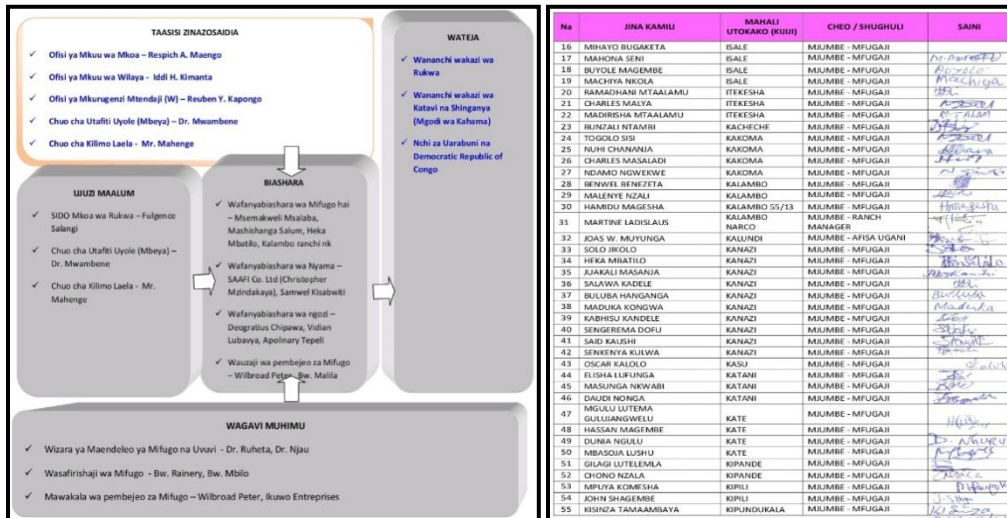 TAASISI ZINAZOSAIDIA
✓ Ofisi ya Mkuu wa Mkoa – Respich A. Maengo
✓ Ofisi ya Mkuu wa Wilaya - Iddi H. Kimanta
✓ Ofisi ya Mkurugenzi Mtendaji (W) – Reuben Y. Kapongo
✓ Chuo cha Utafiti Uyole (Mbeya) – Dr. Mwambene
✓ Chuo cha Kilimo Laela - Mr. Mahenge
WATEJA
✓ Wananchi wakazi wa
Rukwa
✓ Wananchi wakazi wa
Katavi na Shinganya
(Mgodi wa Kahama)
✓ Nchi za Uarabuni na
Democratic Republic of
Congo
UJUZI MAALUM
✓ SIDO Mkoa wa Rukwa – Fulgence
Salangi
✓ Chuo cha Utafiti Uyole (Mbeya) –
Dr. Mwambene
✓ Chuo cha Kilimo Laela - Mr.
Mahenge
BIASHARA
✓ Wafanyabiashara wa Mifugo hai
– Msemakweli Msalaba,
Mashishanga Salum, Heka
Mbatilo, Kalambo ranchi nk
✓ Wafanyabiashara wa Nyama –
SAAFI Co. Ltd (Christopher
Mzindakaya), Samwel Kisabwiti
✓ Wafanyabiashara wa ngozi –
Deogratius Chipawa, Vidian
Lubavya, Apolinary Tepeli
✓ Wauzaji wa pembejeo za Mifugo
– Wilbroad Peter, Bw. Malila
WAGAVI MUHIMU
✓ Wizara ya Maendeleo ya Mifugo na Uvuvi - Dr. Ruheta, Dr. Njau
✓ Wasafirishaji wa Mifugo - Bw. Rainery, Bw. Mbilo
✓ Mawakala wa pembejeo za Mifugo – Wilbroad Peter, Ikuwo Entreprises
Na JINA KAMILI MAHALI UTOKAKO (KIJIJI) CHEO / SHUGHULI SAINI
16 MIHAYO BUGAKETA ISALE MJUMBE - MFUGAJI
17 MAHONA SENI ISALE MJUMBE - MFUGAJI
18 BUYOLE MAGEMBE ISALE MJUMBE - MFUGAJI BUYOLE
19 MACHIYA NKOLA ISALE MJUMBE - MFUGAJI Machiya
20 RAMADHANI MTAALAMU ITEKESHA MJUMBE - MFUGAJI
21 CHARLES MALYA ITEKESHA MJUMBE - MFUGAJI
22 MADIRISHA MTAALAMU ITEKESHA MJUMBE - MFUGAJI
23 BUNZALI NTAMBI KACHECHE MJUMBE - MFUGAJI
24 TOGOLO SISI KAKOMA MJUMBE - MFUGAJI
25 NUHI CHANANJA KAKOMA MJUMBE - MFUGAJI
26 CHARLES MASALADI KAKOMA MJUMBE - MFUGAJI
27 NDAMO NGWEKWE KAKOMA MJUMBE - MFUGAJI
28 BENWEL BENEZETA KALAMBO MJUMBE - MFUGAJI
29 MALENYE NZALI KALAMBO MJUMBE - MFUGAJI
30 HAMIDU MAGESHA KALAMBO 55/13 MJUMBE - MFUGAJI
31 MARTINE LADISLAUS KALAMBO NARCO MJUMBE - RANCH MANAGER
32 JOAS W. MUYUNGA KALUNDI MJUMBE - AFISA UGANI
33 SOLO JIKOLO KANAZI MJUMBE - MFUGAJI
34 HEKA MBATILO KANAZI MJUMBE - MFUGAJI
35 JUAKALI MASANJA KANAZI MJUMBE - MFUGAJI
36 SALAWA KADELE KANAZI MJUMBE - MFUGAJI
37 BULUBA HANGANGA KANAZI MJUMBE - MFUGAJI
38 MADUKA KONGWA KANAZI MJUMBE - MFUGAJI Maduka
39 KABHISU KANDELE KANAZI MJUMBE - MFUGAJI
40 SENGEREMA DOFU KANAZI MJUMBE - MFUGAJI
41 SAID KAUSHI KANAZI MJUMBE - MFUGAJI
42 SENKENYA KULWA KANAZI MJUMBE - MFUGAJI
43 OSCAR KALOLO KASU MJUMBE - MFUGAJI
44 ELISHA LUFUNGA KATANI MJUMBE - MFUGAJI
45 MASUNGA NKWABI KATANI MJUMBE - MFUGAJI
46 DAUDI NONGA KATANI MJUMBE - MFUGAJI
47 MGULU LUTEMA GULUJANGWELU KATE MJUMBE - MFUGAJI
48 HASSAN MAGEMBE KATE MJUMBE - MFUGAJI
49 DUNIA NGULU KATE MJUMBE - MFUGAJI
50 MBASOJA LUSHU KATE MJUMBE - MFUGAJI
51 GILAGI LUTELEMLA KIPANDE MJUMBE - MFUGAJI
52 CHONO NZALA KIPANDE MJUMBE - MFUGAJI
53 MPUYA KOMESHA KIPILI MJUMBE - MFUGAJI
54 JOHN SHAGEMBE KIPILI MJUMBE - MFUGAJI
55 KISINZA TAMAAMBAYA KIPUNDUKALA MJUMBE - MFUGAJI